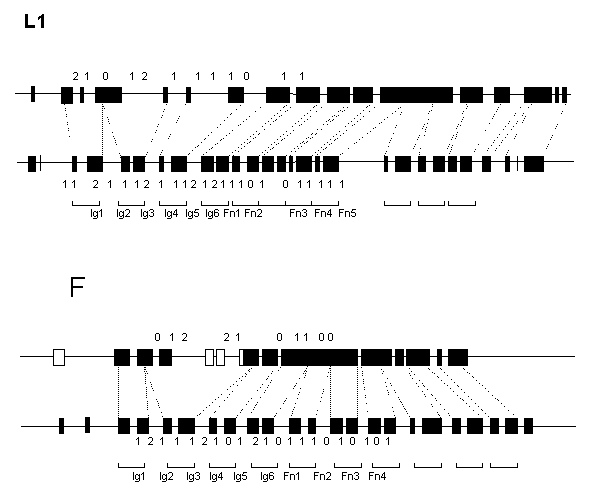 L1
2 1 0 1 2 1 1 1 1 0 1 1
1 1 2 1 1 1 2 1 1 1 2 1 2 1 1 1 0 1 0 1 1 1 1 1
Ig1 Ig2 Ig3 Ig4 Ig5 Ig6 Fn1 Fn2 Fn3 Fn4 Fn5
F
0 1 2 2 1 0 1 1 0 0
1 2 1 1 1 2 1 0 1 2 1 0 1 1 1 0 1 0 1 1 0 1
Ig1 Ig2 Ig3 Ig4 Ig5 Ig6 Fn1 Fn2 Fn3 Fn4